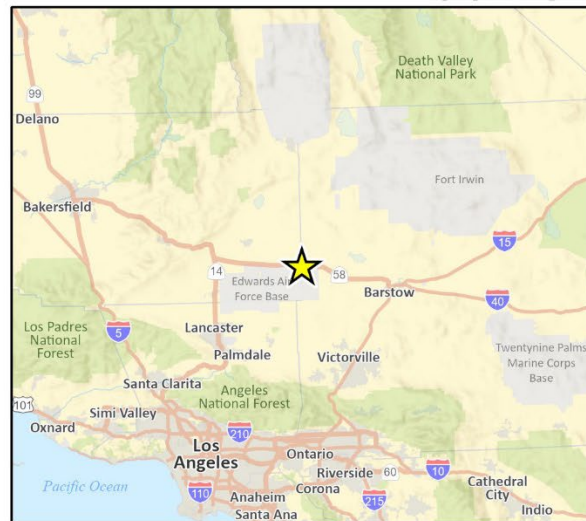 Death Valley
National Park
99
Delano
Fort Irwin
Bakersfield
15
14
58
Edwards Air
Force Base
Barstow
40
Los Padres
National
Forest
5
Lancaster
Palmdale
Victorville
Twentynine Palms
Marine Corps
Base
Santa Clarita
Angeles
National Forest
101
Simi Valley
Oxnard
210
Los
Angeles
Ontario
Riverside
60
10
Cathedral
City
Pacific Ocean
110
Anaheim
Corona
215
Santa Ana
Indio